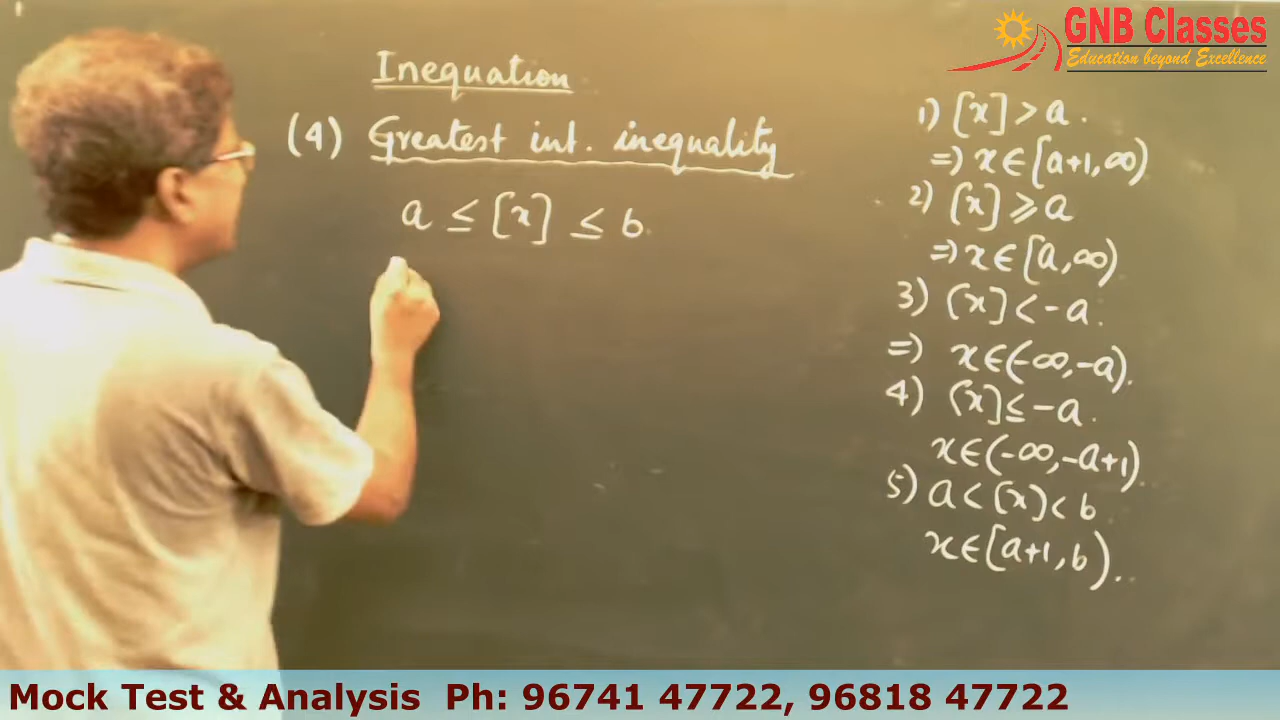 GNB Classes
Education beyond Excellence
Inequation
(4) Greatest int. inequality
a ≤ [x] ≤ b.
1) [x] > a.
=) x ∈ [a+1, ∞)
2) [x] ⩾ a
=) x ∈ [a, ∞)
3) [x] < -a.
=) x ∈ (-∞, -a).
4) [x] ≤ -a.
x ∈ (-∞, -a+1).
5) a < [x] < b
x ∈ [a+1, b)..
Mock Test & Analysis Ph: 96741 47722, 96818 47722